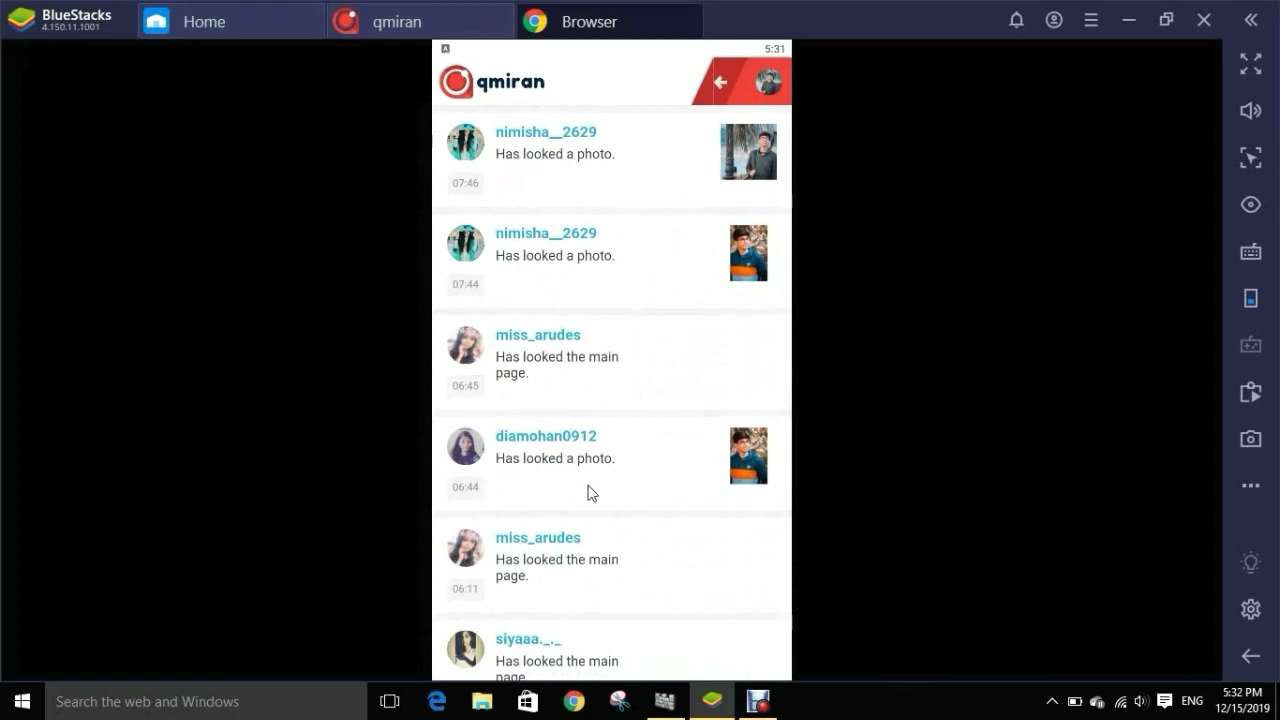 BlueStacks
4.150.11.1001
Home
qmiran
Browser
A
5:31
qmiran
nimisha__2629
Has looked a photo.
07:46
nimisha__2629
Has looked a photo.
07:44
miss_arudes
Has looked the main
page.
06:45
diamohan0912
Has looked a photo.
06:44
miss_arudes
Has looked the main
page.
06:11
siyaaa._._
Has looked the main
page
Search the web and Windows
ENG
5:32 PM
12/15/2019